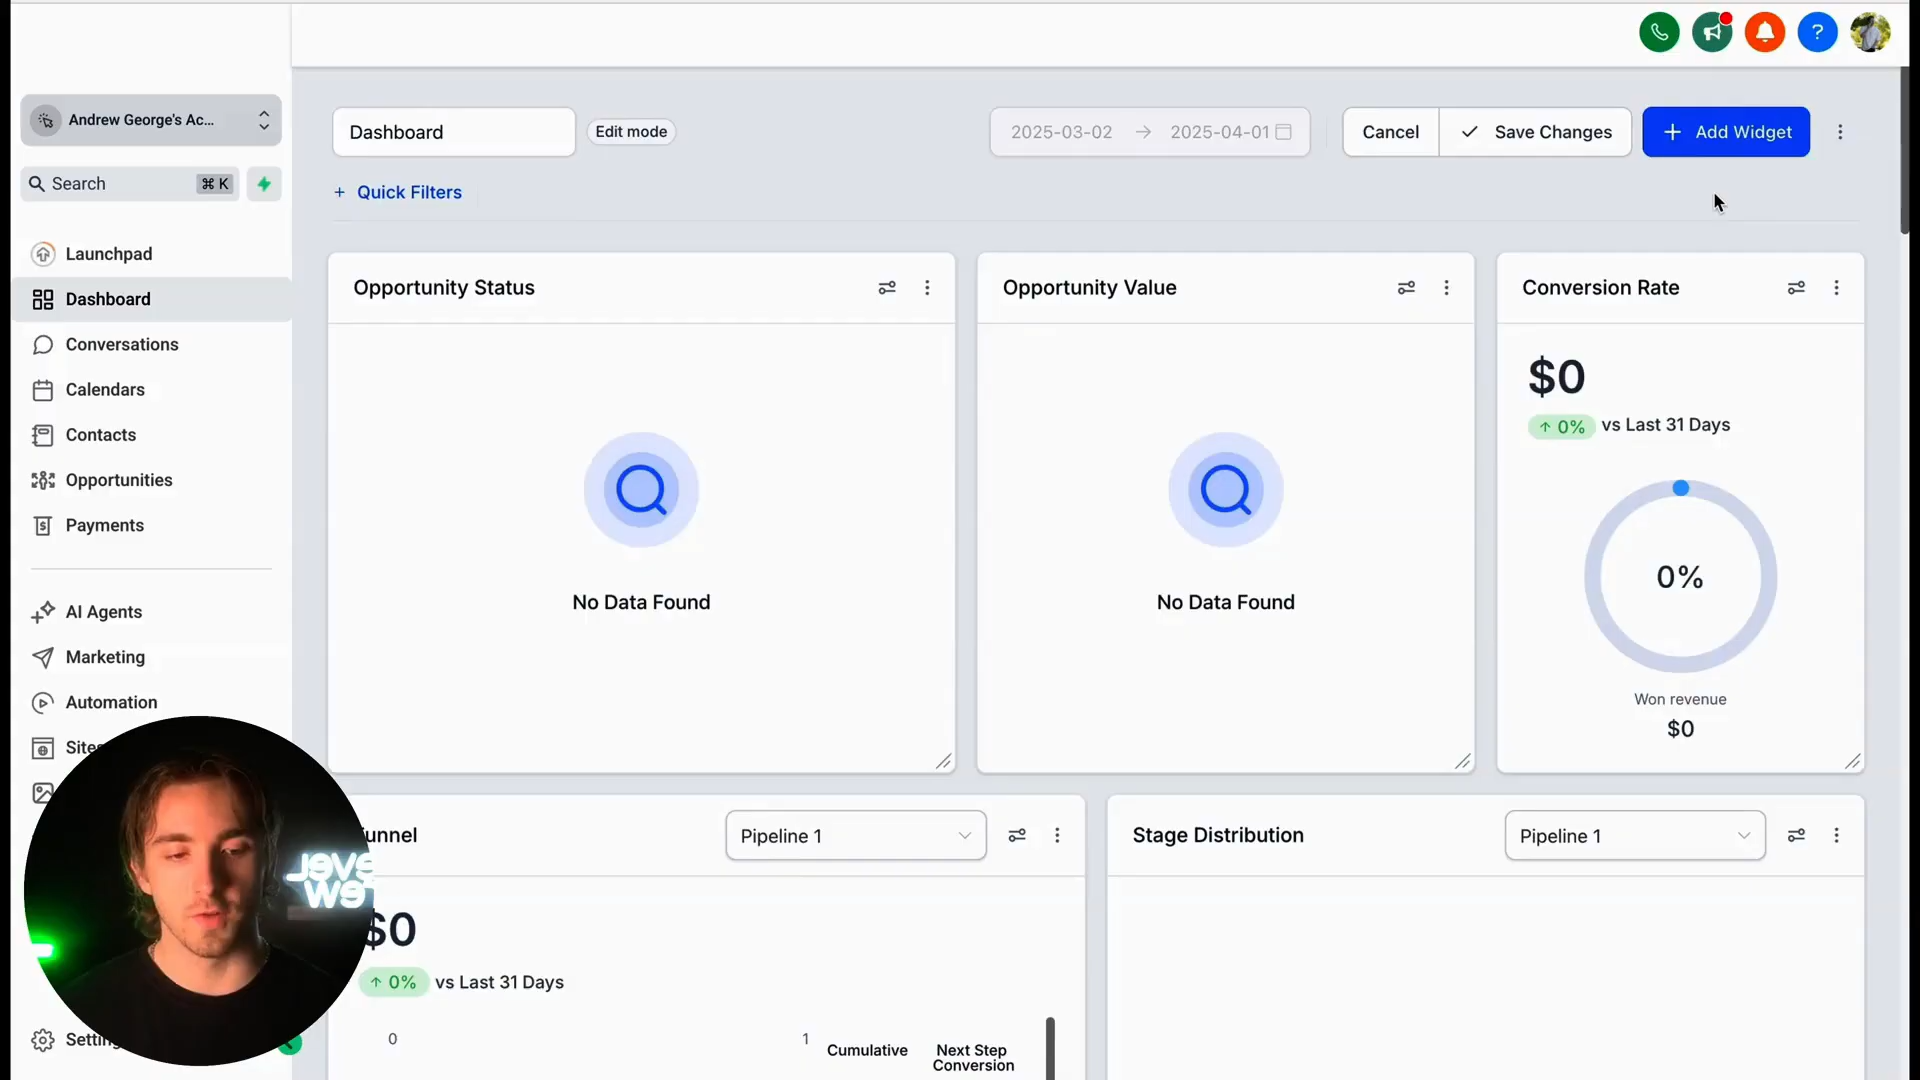 Andrew George's Ac...
Search
⌘ K
Launchpad
Dashboard
Conversations
Calendars
Contacts
Opportunities
Payments
AI Agents
Marketing
Automation
Dashboard
Edit mode
2025-03-02 → 2025-04-01
Cancel
Save Changes
+ Add Widget
+ Quick Filters
Opportunity Status
No Data Found
Opportunity Value
No Data Found
Conversion Rate
$0
↑ 0% vs Last 31 Days
0%
Won revenue
$0
unnel
Pipeline 1
$0
↑ 0% vs Last 31 Days
0
1
Cumulative
Next Step
Conversion
Stage Distribution
Pipeline 1
?